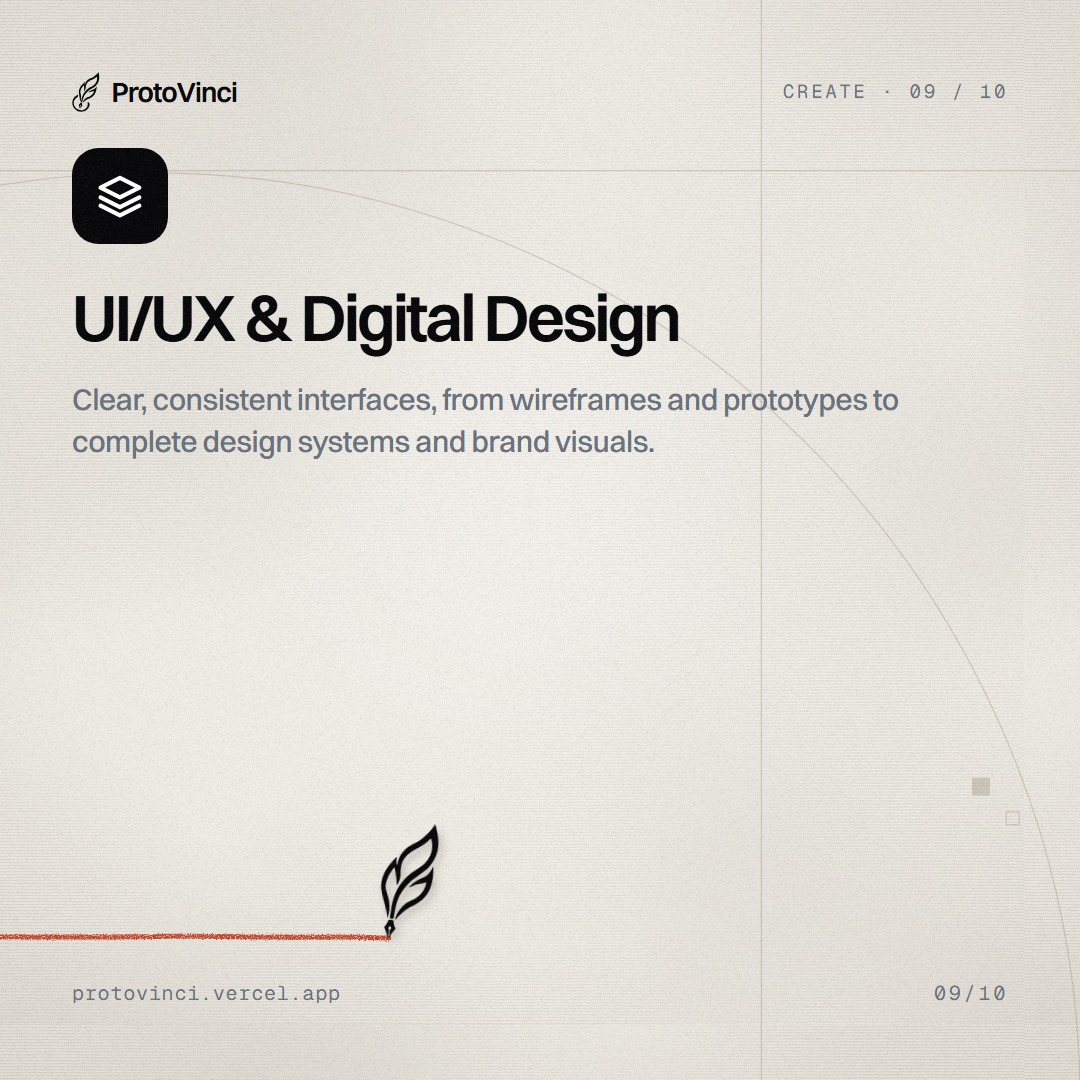 ProtoVinci
CREATE · 09 / 10
UI/UX & Digital Design
Clear, consistent interfaces, from wireframes and prototypes to
complete design systems and brand visuals.
protovinci.vercel.app
09/10